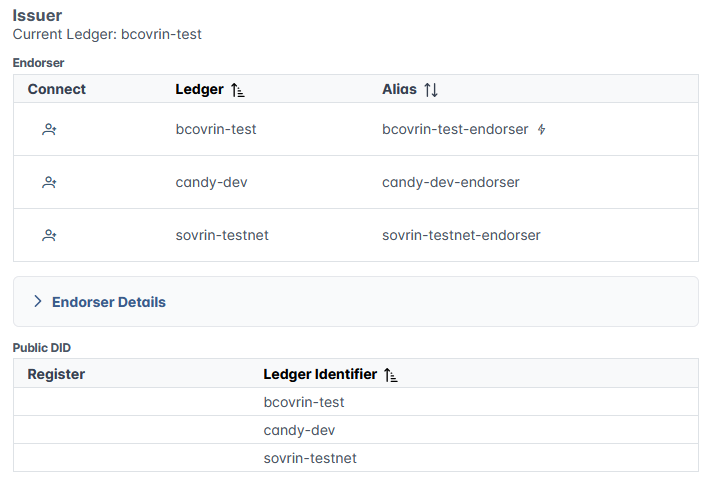 Issuer
Current Ledger: bcovrin-test
Endorser
Connect Ledger Alias
bcovrin-test bcovrin-test-endorser
candy-dev candy-dev-endorser
sovrin-testnet sovrin-testnet-endorser
Endorser Details
Public DID
Register Ledger Identifier
bcovrin-test
candy-dev
sovrin-testnet